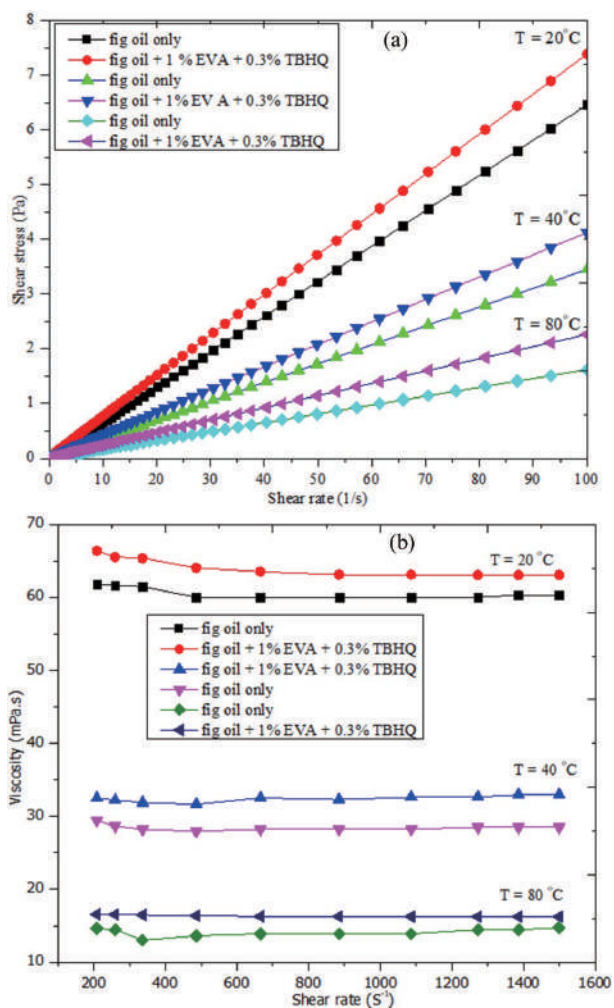 (a)
T = 20°C
fig oil only
fig oil + 1 % EVA + 0.3% TBHQ
fig oil only
fig oil + 1% EV A + 0.3% TBHQ
fig oil only
fig oil + 1% EVA + 0.3% TBHQ
T = 40°C
T = 80°C
8
7
6
5
4
3
2
1
0
Shear stress (Pa)
0 10 20 30 40 50 60 70 80 90 100
Shear rate (1/s)
(b)
T = 20 °C
fig oil only
fig oil + 1% EVA + 0.3% TBHQ
fig oil + 1% EVA + 0.3% TBHQ
fig oil only
fig oil only
fig oil + 1% EVA + 0.3% TBHQ
T = 40 °C
T = 80 °C
70
60
50
40
30
20
10
Viscosity (mPa.s)
200 400 600 800 1000 1200 1400 1600
Shear rate (S⁻¹)